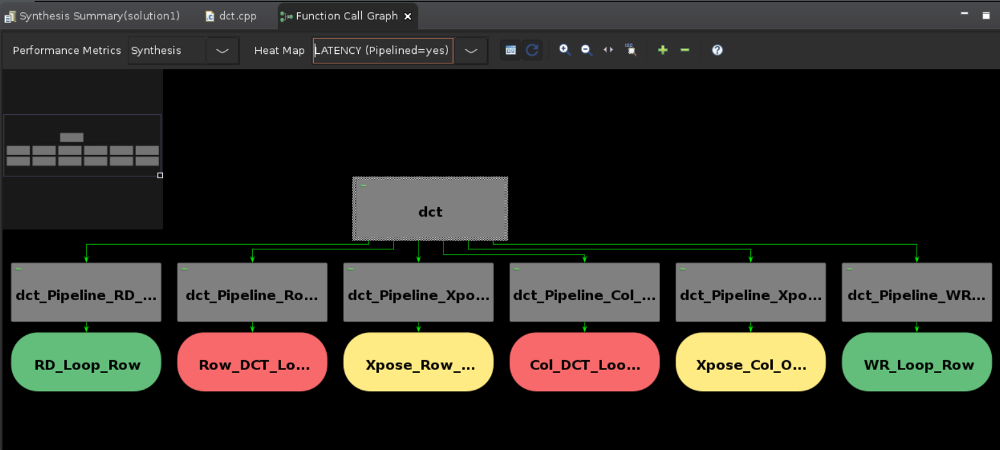 Synthesis Summary(solution1) dct.cpp Function Call Graph
Performance Metrics Synthesis Heat Map LATENCY (Pipelined=yes)
dct
dct_Pipeline_RD_... dct_Pipeline_Ro... dct_Pipeline_Xpo... dct_Pipeline_Col_... dct_Pipeline_Xpo... dct_Pipeline_WR...
RD_Loop_Row Row_DCT_Lo... Xpose_Row_... Col_DCT_Loo... Xpose_Col_O... WR_Loop_Row